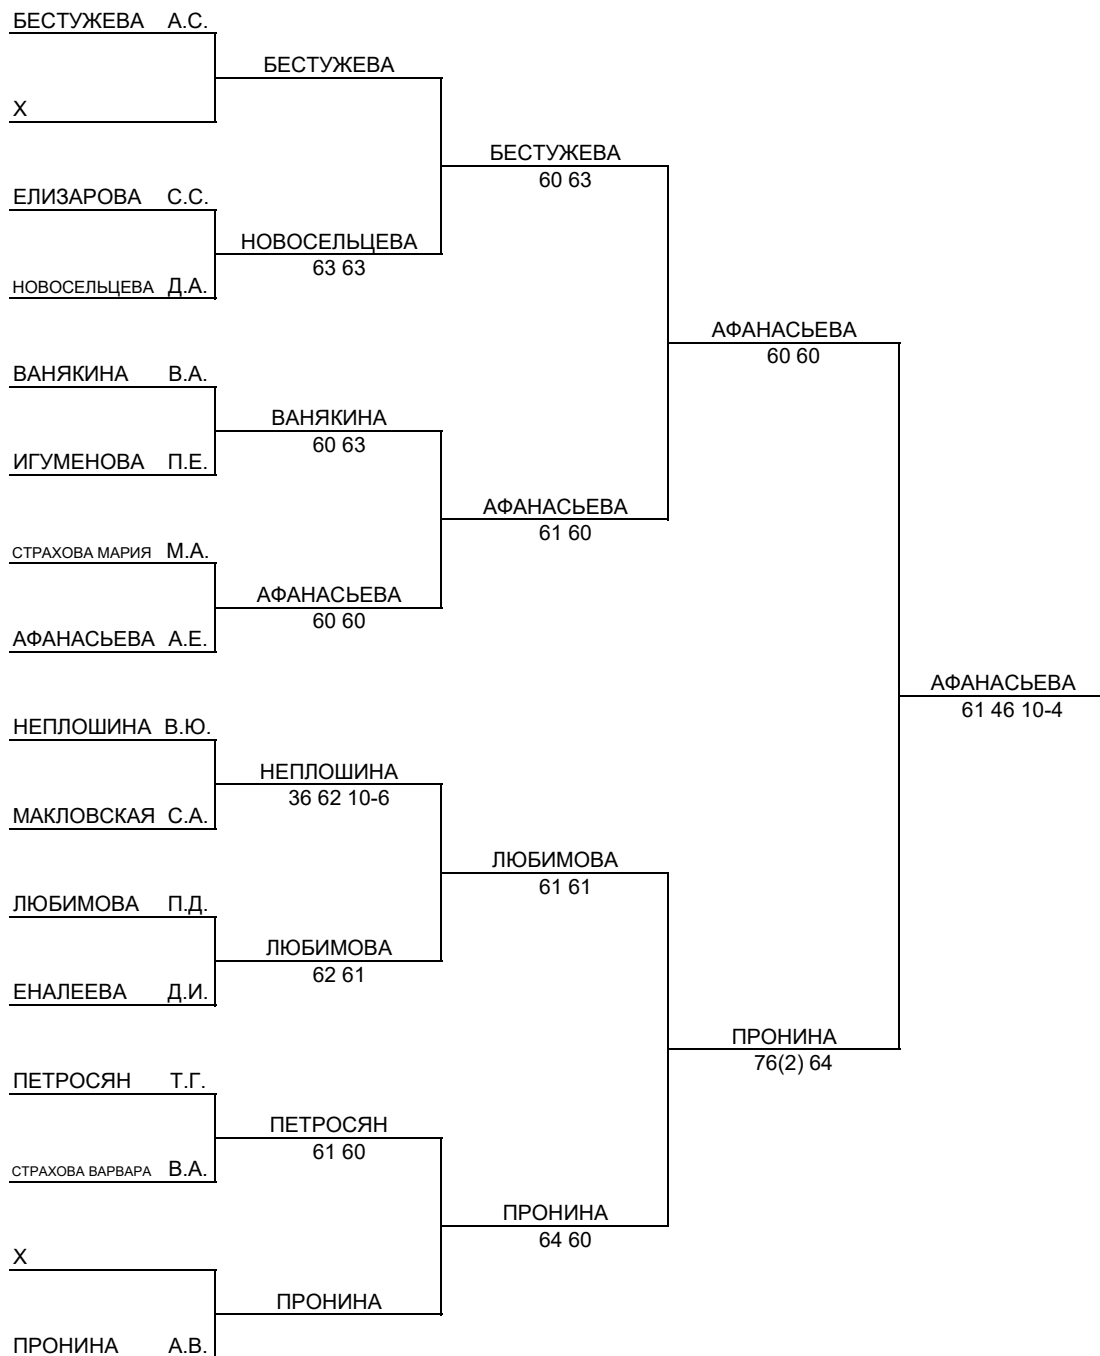 БЕСТУЖЕВА А.С.
БЕСТУЖЕВА
Х
БЕСТУЖЕВА
60 63
ЕЛИЗАРОВА С.С.
НОВОСЕЛЬЦЕВА
63 63
НОВОСЕЛЬЦЕВА Д.А.
АФАНАСЬЕВА
60 60
ВАНЯКИНА В.А.
ВАНЯКИНА
60 63
ИГУМЕНОВА П.Е.
АФАНАСЬЕВА
61 60
СТРАХОВА МАРИЯ М.А.
АФАНАСЬЕВА
60 60
АФАНАСЬЕВА А.Е.
АФАНАСЬЕВА
61 46 10-4
НЕПЛОШИНА В.Ю.
НЕПЛОШИНА
36 62 10-6
МАКЛОВСКАЯ С.А.
ЛЮБИМОВА
61 61
ЛЮБИМОВА П.Д.
ЛЮБИМОВА
62 61
ЕНАЛЕЕВА Д.И.
ПРОНИНА
76(2) 64
ПЕТРОСЯН Т.Г.
ПЕТРОСЯН
61 60
СТРАХОВА ВАРВАРА В.А.
ПРОНИНА
64 60
Х
ПРОНИНА
ПРОНИНА А.В.